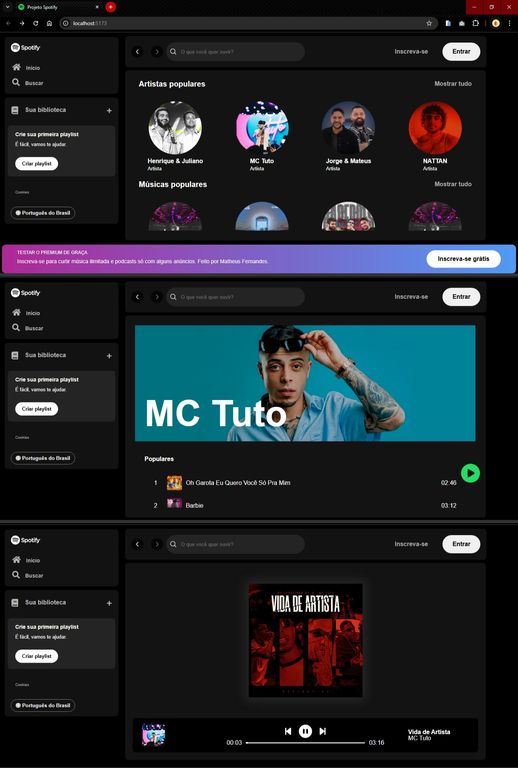 Projeto Spotify
localhost:5173
Spotify
Início
Buscar
Sua biblioteca
Crie sua primeira playlist
É fácil, vamos te ajudar.
Criar playlist
Cookies
Português do Brasil
O que você quer ouvir?
Inscreva-se
Entrar
Artistas populares
Mostrar tudo
Henrique & Juliano
Artista
MC Tuto
Artista
Jorge & Mateus
Artista
NATTAN
Artista
Músicas populares
Mostrar tudo
TESTAR O PREMIUM DE GRAÇA
Inscreva-se para curtir música ilimitada e podcasts só com alguns anúncios. Feito por Matheus Fernandes.
Inscreva-se grátis
Spotify
Início
Buscar
Sua biblioteca
Crie sua primeira playlist
É fácil, vamos te ajudar.
Criar playlist
Cookies
Português do Brasil
O que você quer ouvir?
Inscreva-se
Entrar
MC Tuto
Populares
1 Oh Garota Eu Quero Você Só Pra Mim 02:46
2 Barbie 03:12
Spotify
Início
Buscar
Sua biblioteca
Crie sua primeira playlist
É fácil, vamos te ajudar.
Criar playlist
Cookies
Português do Brasil
O que você quer ouvir?
Inscreva-se
Entrar
VIDA DE ARTISTA
00:03
03:16
Vida de Artista
MC Tuto